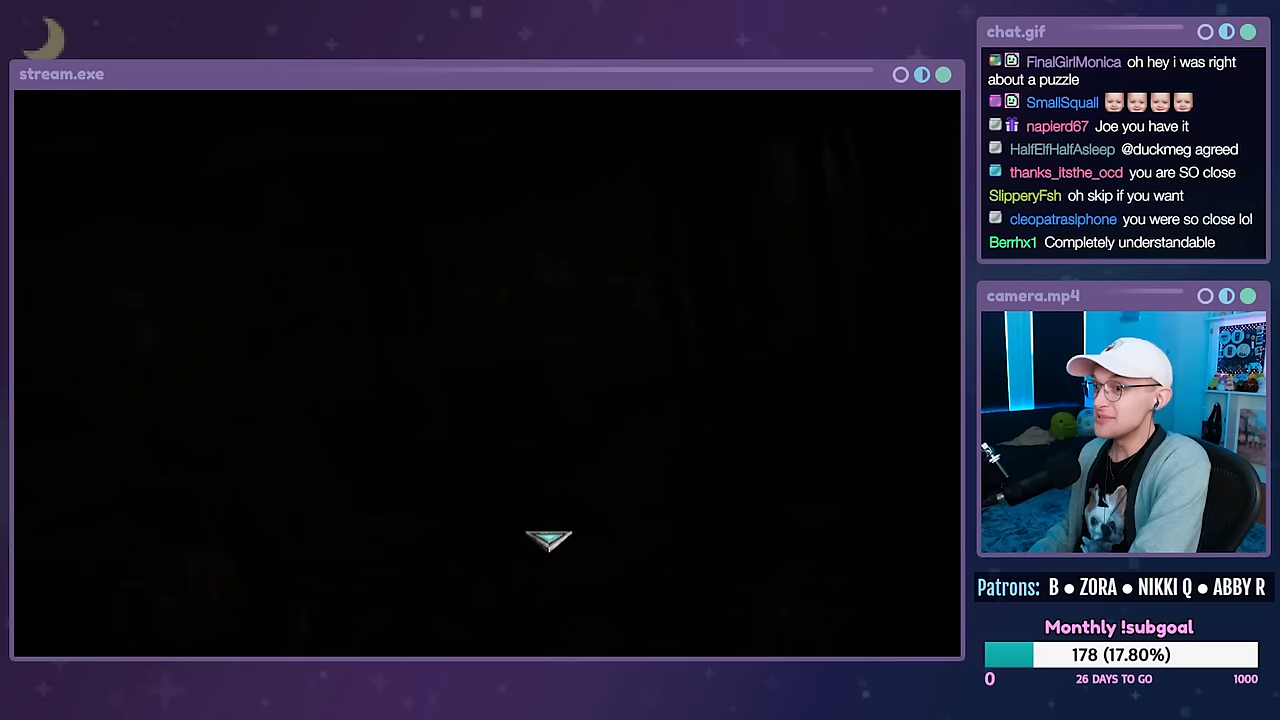 stream.exe
chat.gif
FinalGirlMonica oh hey i was right
about a puzzle
SmallSquall
napierd67 Joe you have it
HalfElfHalfAsleep @duckmeg agreed
thanks_itsthe_ocd you are SO close
SlipperyFsh oh skip if you want
cleopatrasiphone you were so close lol
Berrhx1 Completely understandable
camera.mp4
Patrons: B ● ZORA ● NIKKI Q ● ABBY R
Monthly !subgoal
178 (17.80%)
0 26 DAYS TO GO 1000